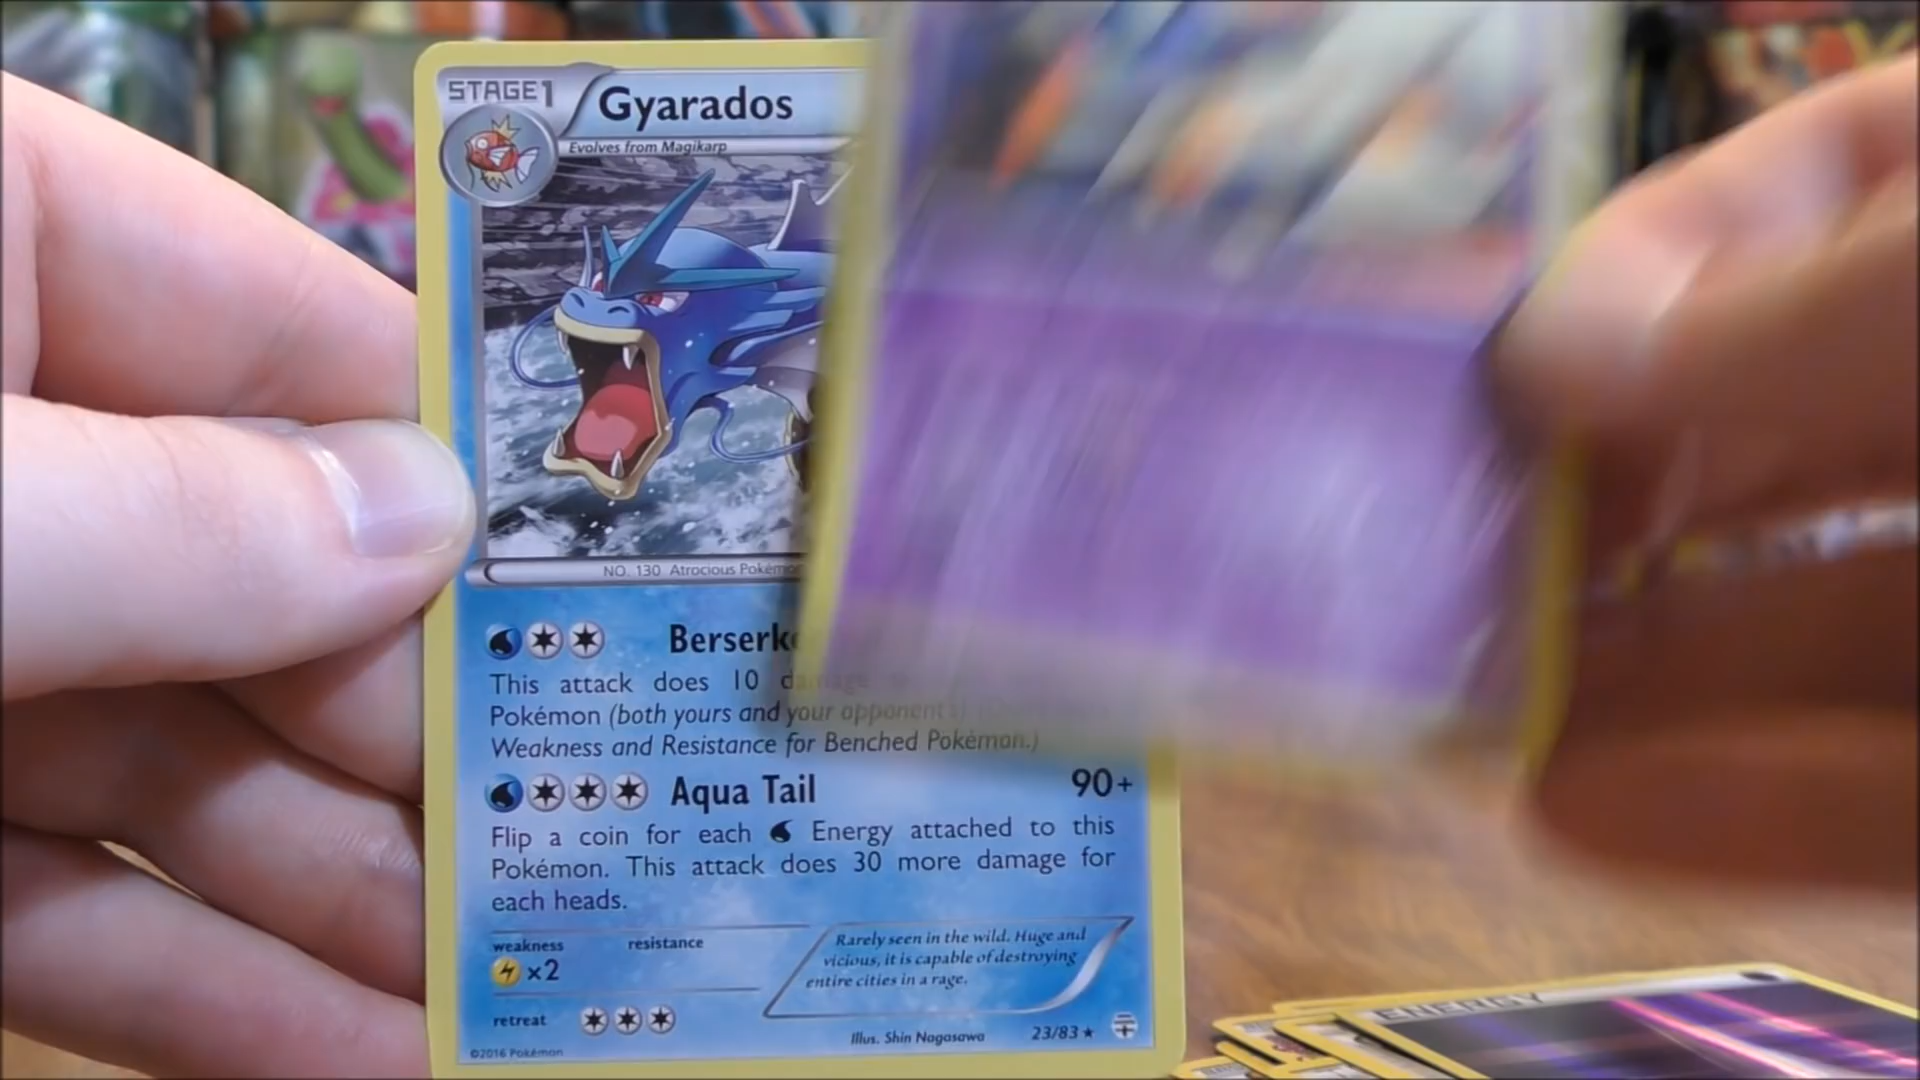 STAGE1
Gyarados
Evolves from Magikarp
NO. 130 Atrocious Pokémon
Berserk
This attack does 10 damage
Pokémon (both yours and your opponent's).
Weakness and Resistance for Benched Pokémon.)
Aqua Tail 90+
Flip a coin for each Energy attached to this
Pokémon. This attack does 30 more damage for
each heads.
weakness resistance
x2
Rarely seen in the wild. Huge and
vicious, it is capable of destroying
entire cities in a rage.
retreat
Illus. Shin Nagasawa 23/83 ★
©2016 Pokémon
ENERGY